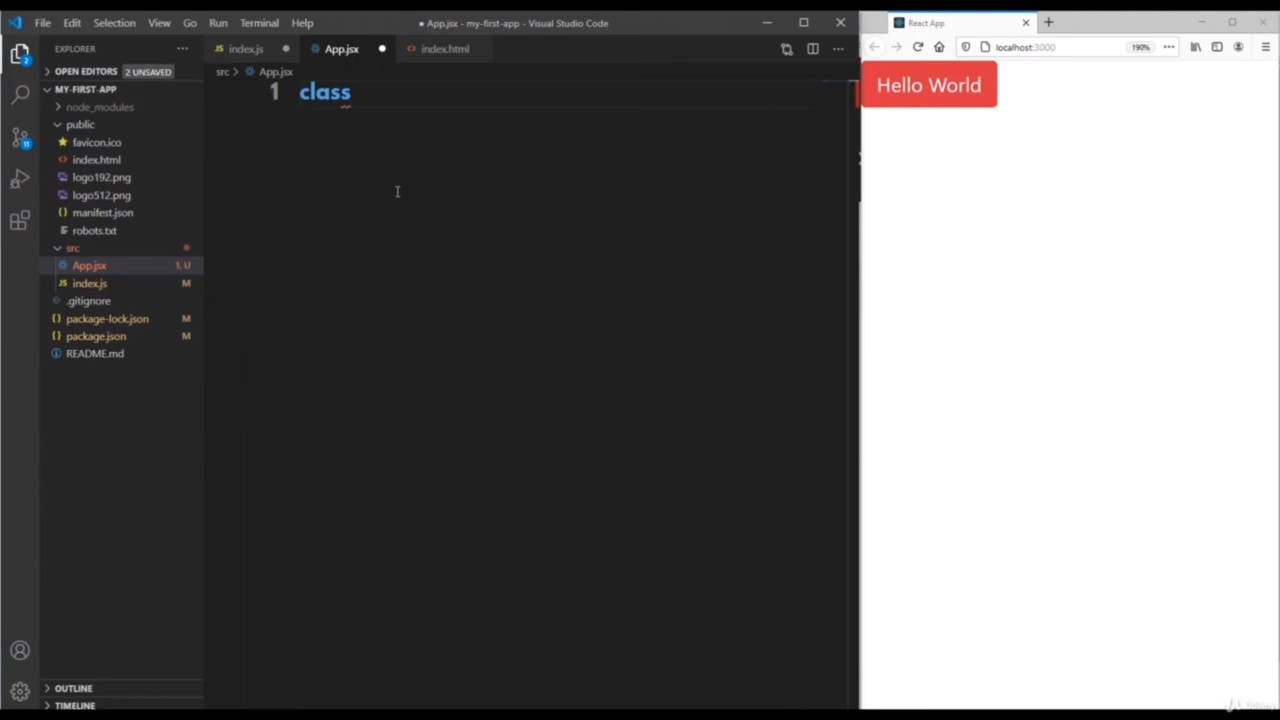 File Edit Selection View Go Run Terminal Help
● App.jsx - my-first-app - Visual Studio Code
React App
EXPLORER
index.js
App.jsx
index.html
localhost:3000
190%
OPEN EDITORS 2 UNSAVED
src > App.jsx
MY-FIRST-APP
1 class
Hello World
node_modules
public
favicon.ico
index.html
logo192.png
logo512.png
manifest.json
robots.txt
src
App.jsx 1, U
index.js M
.gitignore
package-lock.json M
package.json M
README.md
2
11
OUTLINE
TIMELINE